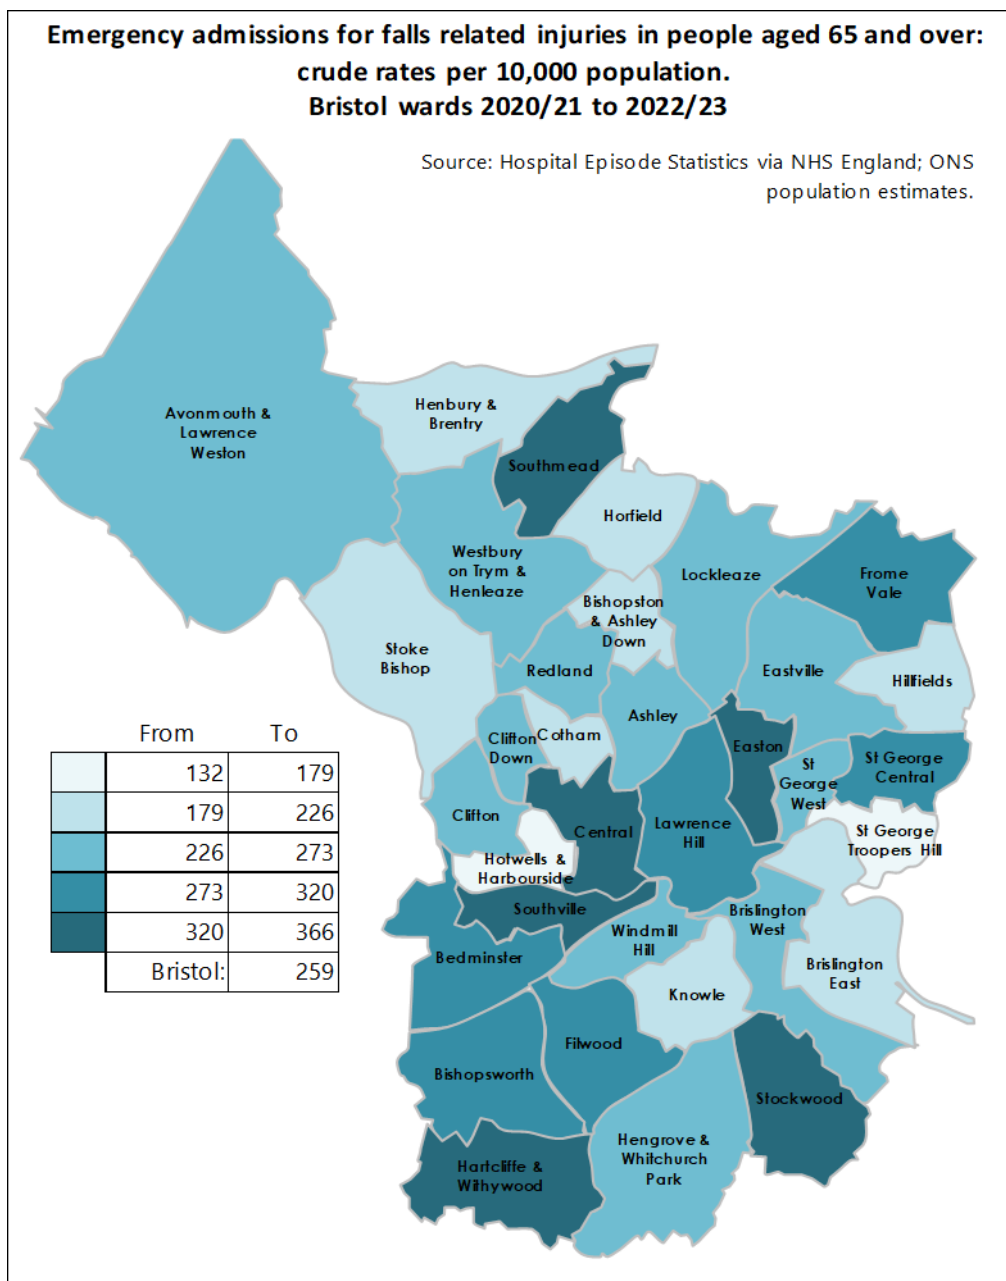 Emergency admissions for falls related injuries in people aged 65 and over:
crude rates per 10,000 population.
Bristol wards 2020/21 to 2022/23
Source: Hospital Episode Statistics via NHS England; ONS
population estimates.
Avonmouth &
Lawrence
Weston
Henbury &
Brentry
Southmead
Horfield
Westbury
on Trym &
Henleaze
Lockleaze
Frome
Vale
Bishopston
& Ashley
Down
Stoke
Bishop
Redland
Eastville
Hillfields
Ashley
Clifton
Down
Cotham
Easton
St
George
West
St George
Central
Clifton
Central
Lawrence
Hill
St George
Troopers Hill
Hotwells &
Harbourside
Southville
Windmill
Hill
Brislington
West
Bedminster
Brislington
East
Knowle
Filwood
Bishopsworth
Stockwood
Hengrove &
Whitchurch
Park
Hartcliffe &
Withywood
From To
132 179
179 226
226 273
273 320
320 366
Bristol: 259